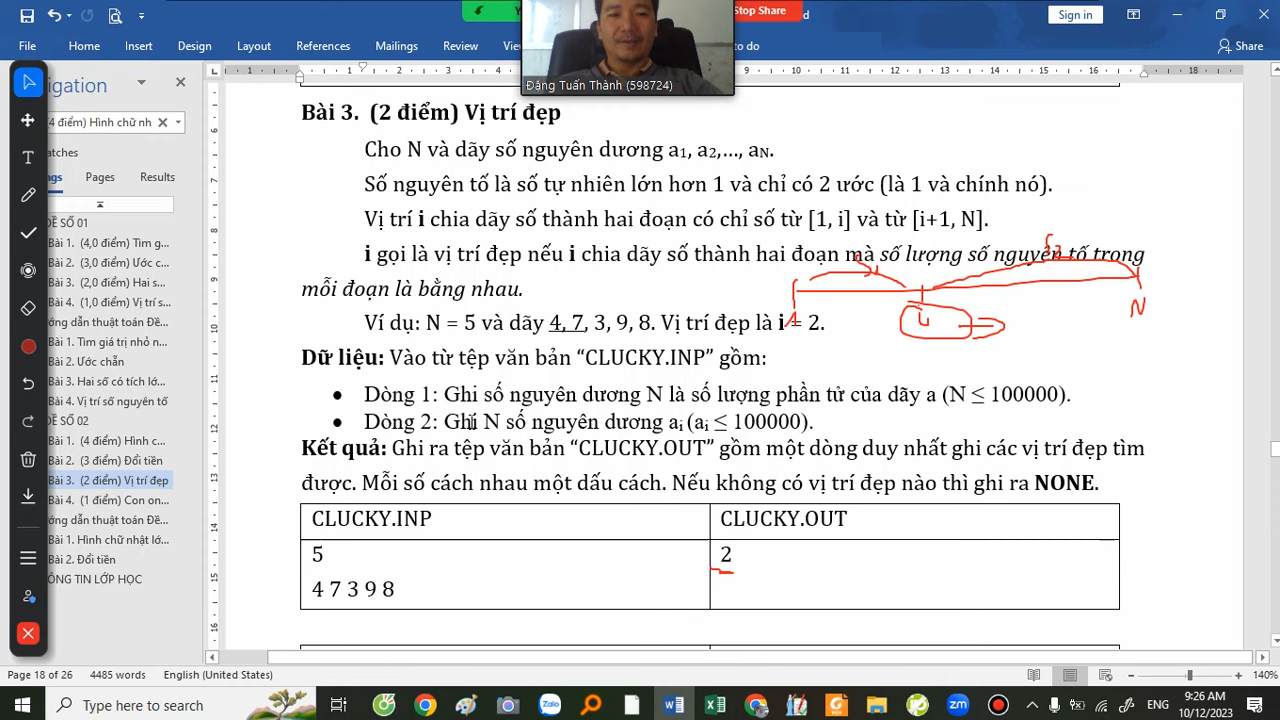 Stop Share
Sign in
File Home Draw Design Layout References Mailings Review to do Share
Đặng Tuấn Thành (598724)
(4 điểm) Hình chữ nh
Pages Results
ĐỀ SỐ 01
Bài 1. (4,0 điểm) Tìm g...
Bài 2. (3,0 điểm) Ước c...
Bài 3. (2,0 điểm) Hai s...
Bài 4. (1,0 điểm) Vị trí s...
Bài 1. Tìm giá trị nhỏ n...
Bài 2. Ước chẵn
Bài 3. Hai số có tích lớ...
Bài 4. Vị trí số nguyên tố
ĐỀ SỐ 02
Bài 1. (4 điểm) Hình c...
Bài 2. (3 điểm) Đổi tiền
Bài 3. (2 điểm) Vị trí đẹp
Bài 4. (1 điểm) Con on...
Bài 1. Hình chữ nhật lớ...
Bài 2. Đổi tiền
Bài 3. (2 điểm) Vị trí đẹp
Cho N và dãy số nguyên dương a1, a2,..., aN.
Số nguyên tố là số tự nhiên lớn hơn 1 và chỉ có 2 ước (là 1 và chính nó).
Vị trí i chia dãy số thành hai đoạn có chỉ số từ [1, i] và từ [i+1, N].
i gọi là vị trí đẹp nếu i chia dãy số thành hai đoạn mà số lượng số nguyên tố trong
mỗi đoạn là bằng nhau.
1 i N
Ví dụ: N = 5 và dãy 4, 7, 3, 9, 8. Vị trí đẹp là i = 2.
Dữ liệu: Vào từ tệp văn bản “CLUCKY.INP” gồm:
• Dòng 1: Ghi số nguyên dương N là số lượng phần tử của dãy a (N ≤ 100000).
• Dòng 2: Ghi N số nguyên dương ai (ai ≤ 100000).
Kết quả: Ghi ra tệp văn bản “CLUCKY.OUT” gồm một dòng duy nhất ghi các vị trí đẹp tìm
được. Mỗi số cách nhau một dấu cách. Nếu không có vị trí đẹp nào thì ghi ra NONE.
CLUCKY.INP CLUCKY.OUT
5 2
4 7 3 9 8
Page 18 of 26 4485 words English (United States) 140%
Type here to search
ENG
9:26 AM
10/12/2023